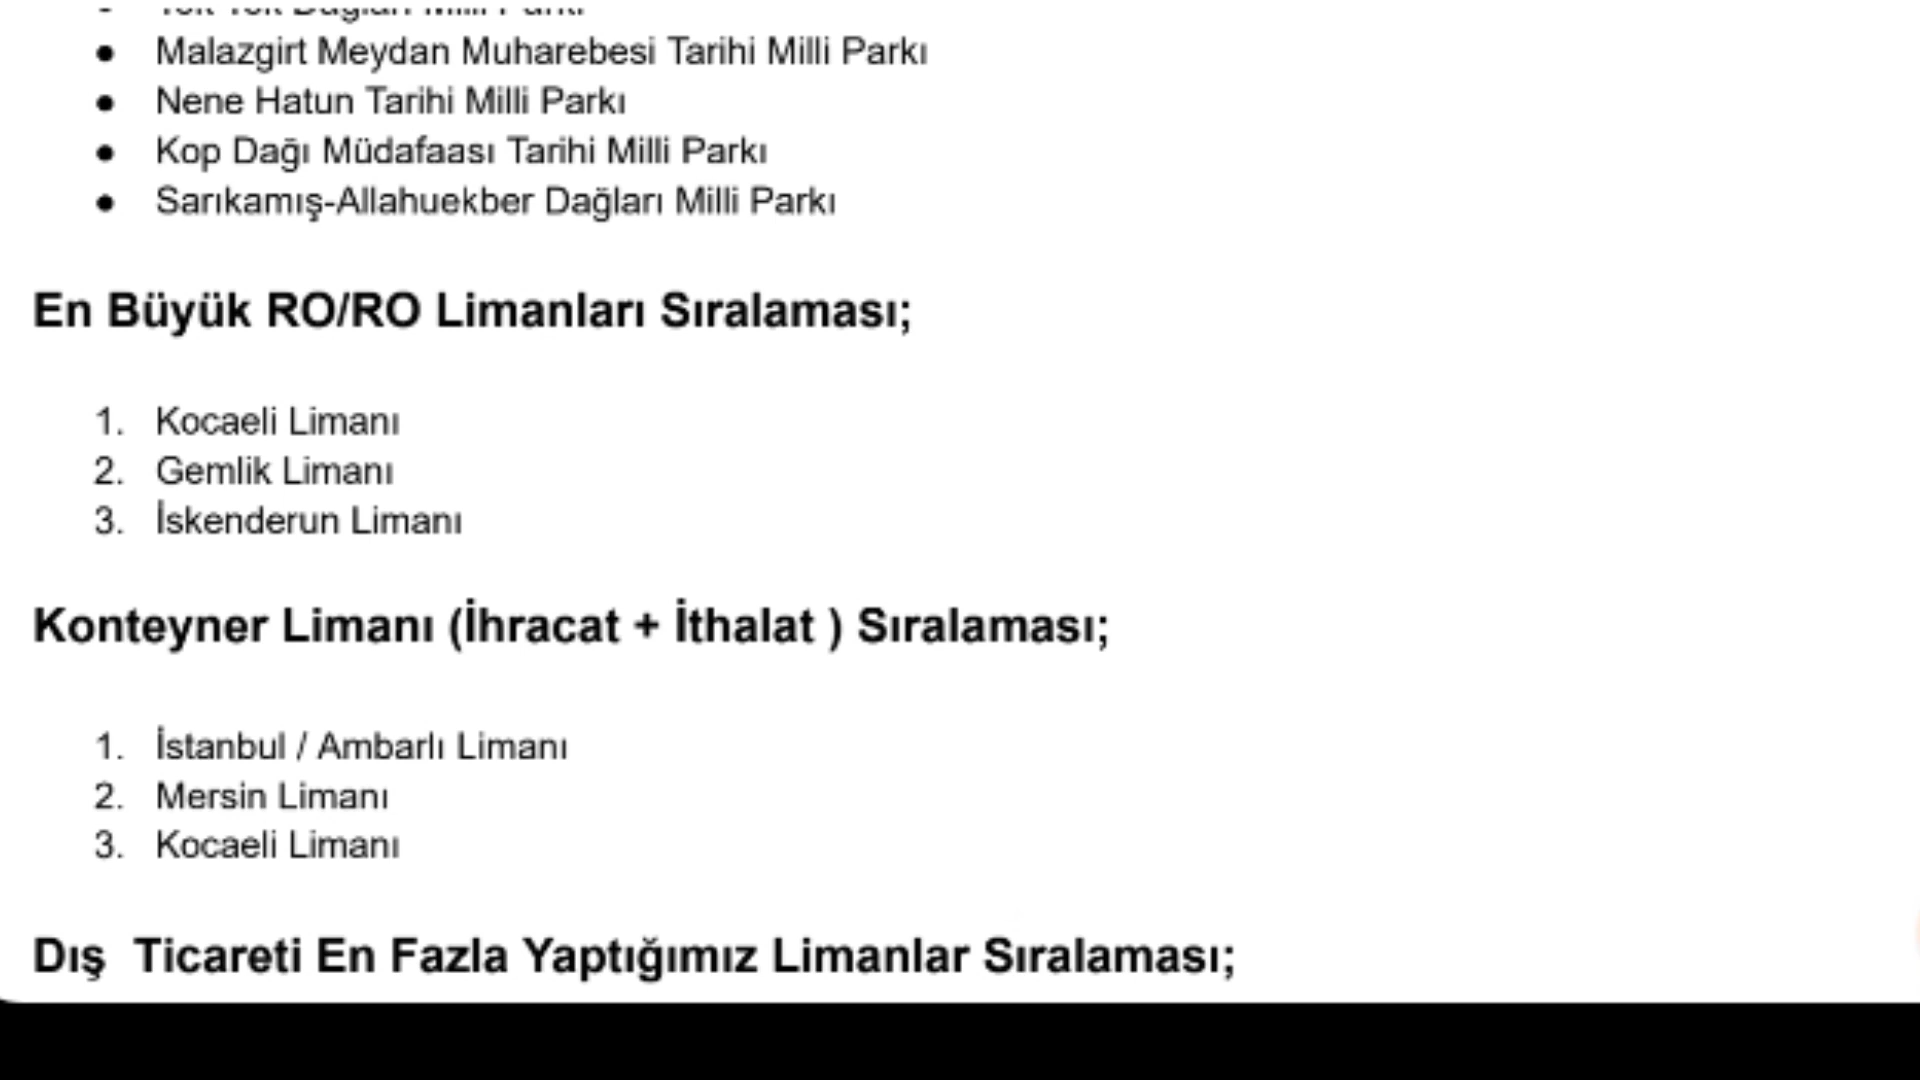 ● Malazgirt Meydan Muharebesi Tarihi Milli Parkı
● Nene Hatun Tarihi Milli Parkı
● Kop Dağı Müdafaası Tarihi Milli Parkı
● Sarıkamış-Allahuekber Dağları Milli Parkı
En Büyük RO/RO Limanları Sıralaması;
1. Kocaeli Limanı
2. Gemlik Limanı
3. İskenderun Limanı
Konteyner Limanı (İhracat + İthalat ) Sıralaması;
1. İstanbul / Ambarlı Limanı
2. Mersin Limanı
3. Kocaeli Limanı
Dış  Ticareti En Fazla Yaptığımız Limanlar Sıralaması;